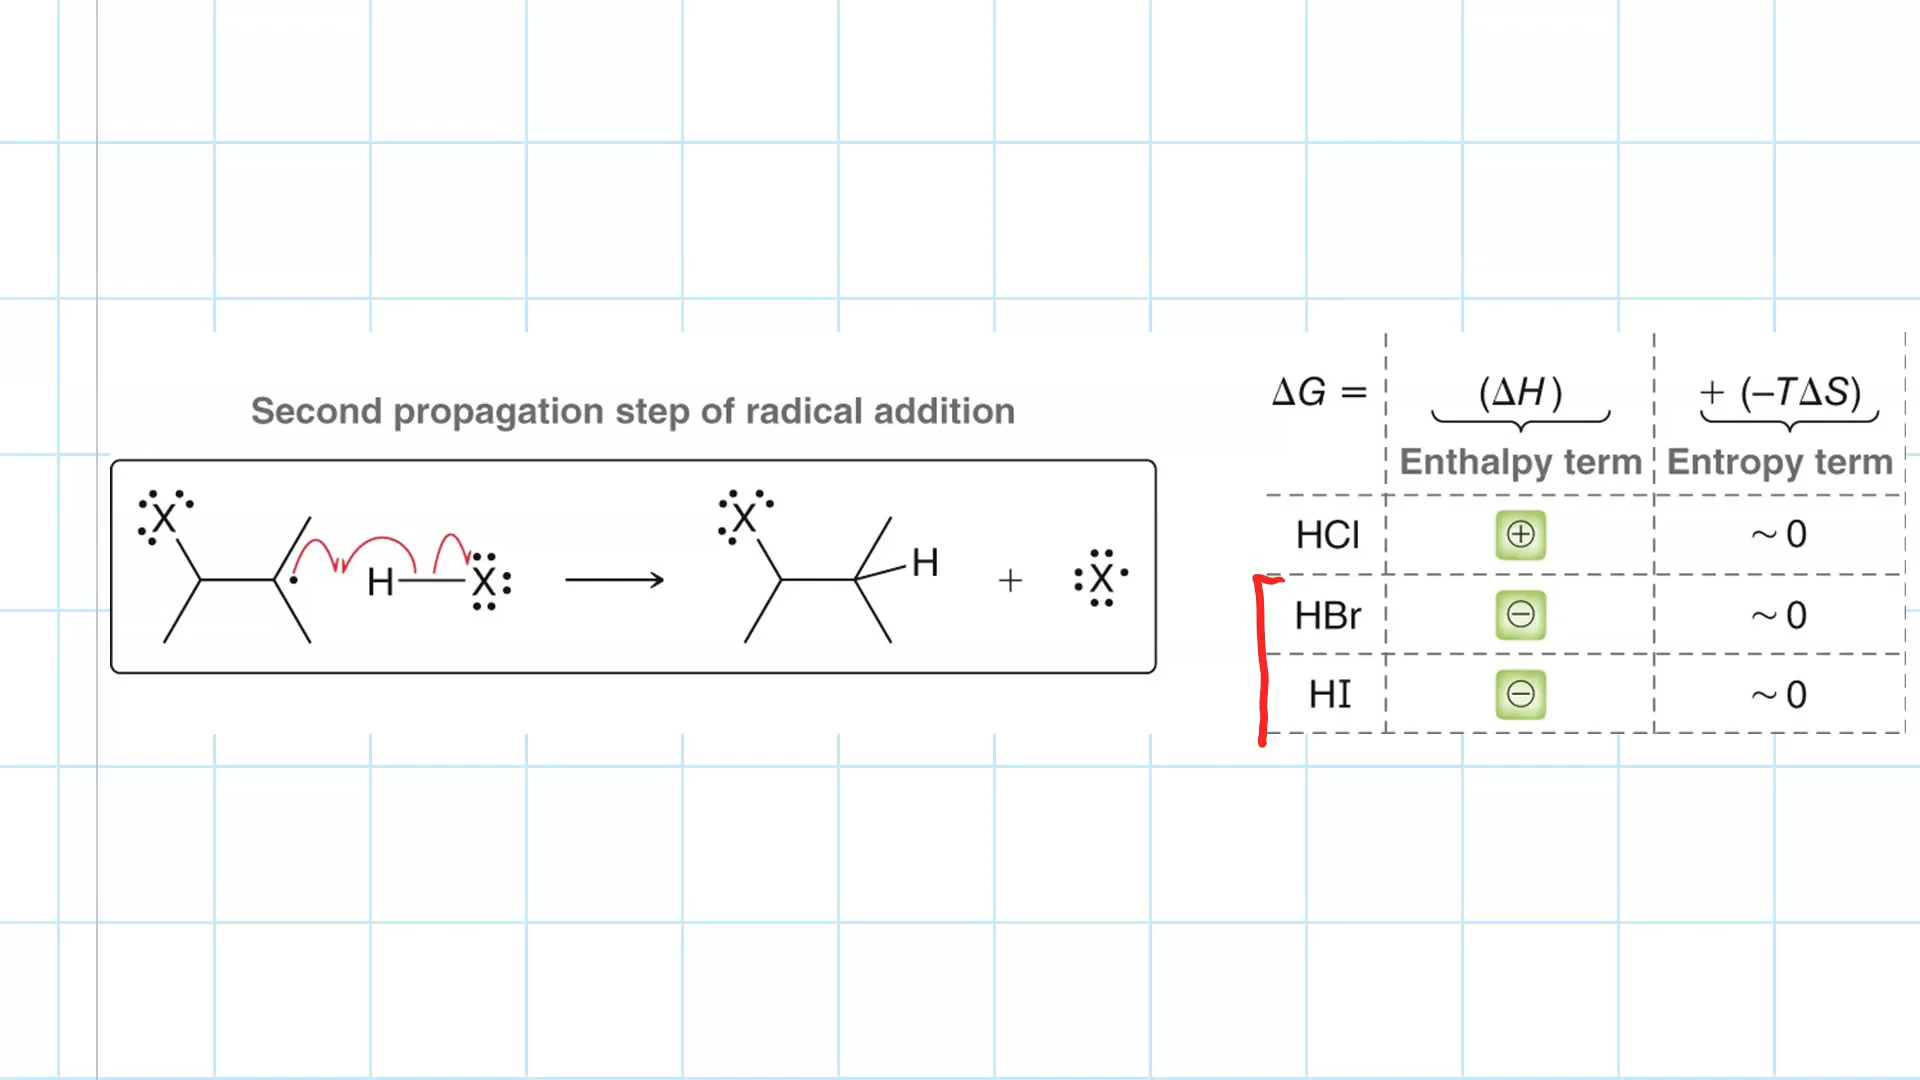 Second propagation step of radical addition
X H X X H + X
ΔG = (ΔH) + (–TΔS)
Enthalpy term Entropy term
HCl ⊕ ~ 0
HBr ⊖ ~ 0
HI ⊖ ~ 0